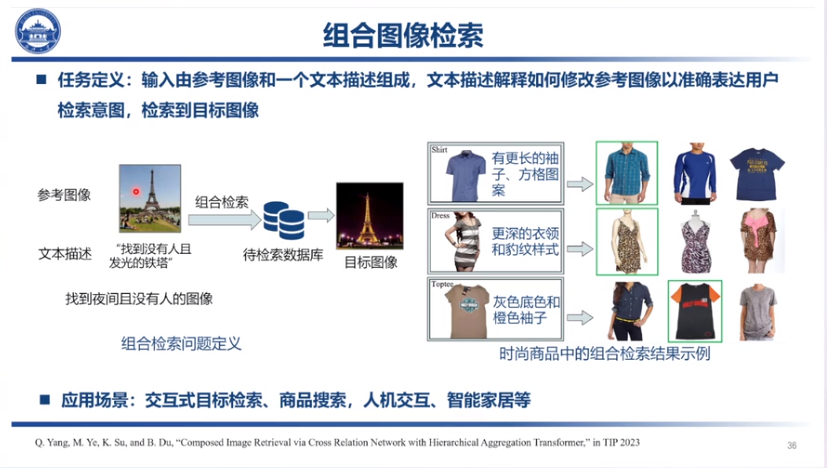 组合图像检索
■ 任务定义：输入由参考图像和一个文本描述组成，文本描述解释如何修改参考图像以准确表达用户
检索意图，检索到目标图像
参考图像
组合检索
文本描述
“找到没有人且
发光的铁塔”
待检索数据库
目标图像
找到夜间且没有人的图像
组合检索问题定义
Shirt
有更长的袖
子、方格图
案
Dress
更深的衣领
和豹纹样式
Toptee
灰色底色和
橙色袖子
时尚商品中的组合检索结果示例
■ 应用场景：交互式目标检索、商品搜索，人机交互、智能家居等
Q. Yang, M. Ye, K. Su, and B. Du, “Composed Image Retrieval via Cross Relation Network with Hierarchical Aggregation Transformer,” in TIP 2023
36